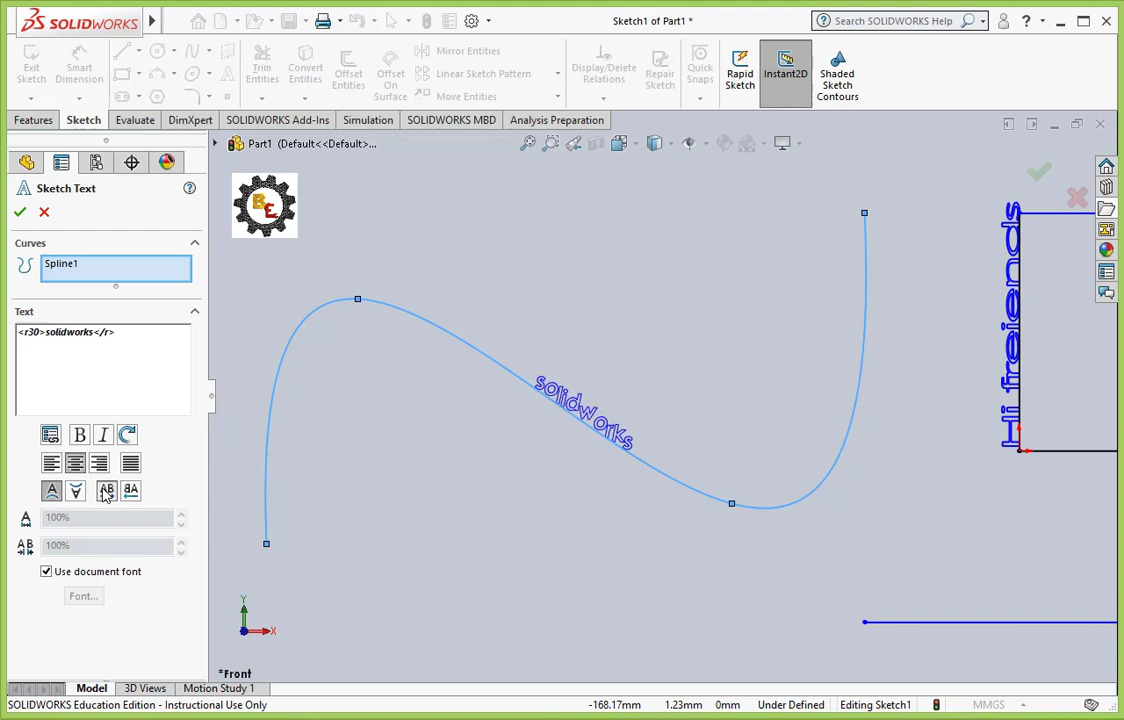 SOLIDWORKS
Sketch1 of Part1 *
Search SOLIDWORKS Help
Exit Sketch
Smart Dimension
Trim Entities
Convert Entities
Offset Entities
Offset On Surface
Mirror Entities
Linear Sketch Pattern
Move Entities
Display/Delete Relations
Repair Sketch
Quick Snaps
Rapid Sketch
Instant2D
Shaded Sketch Contours
Features
Sketch
Evaluate
DimXpert
SOLIDWORKS Add-Ins
Simulation
SOLIDWORKS MBD
Analysis Preparation
Part1 (Default<<Default>...
Sketch Text
BE
Curves
Spline1
Text
<r30>solidworks</r>
solidworks
Hi freiends
B I
A A AB BA
A 100%
AB 100%
Use document font
Font...
Y
X
*Front
Model
3D Views
Motion Study 1
SOLIDWORKS Education Edition - Instructional Use Only
-168.17mm
1.23mm
0mm
Under Defined
Editing Sketch1
MMGS